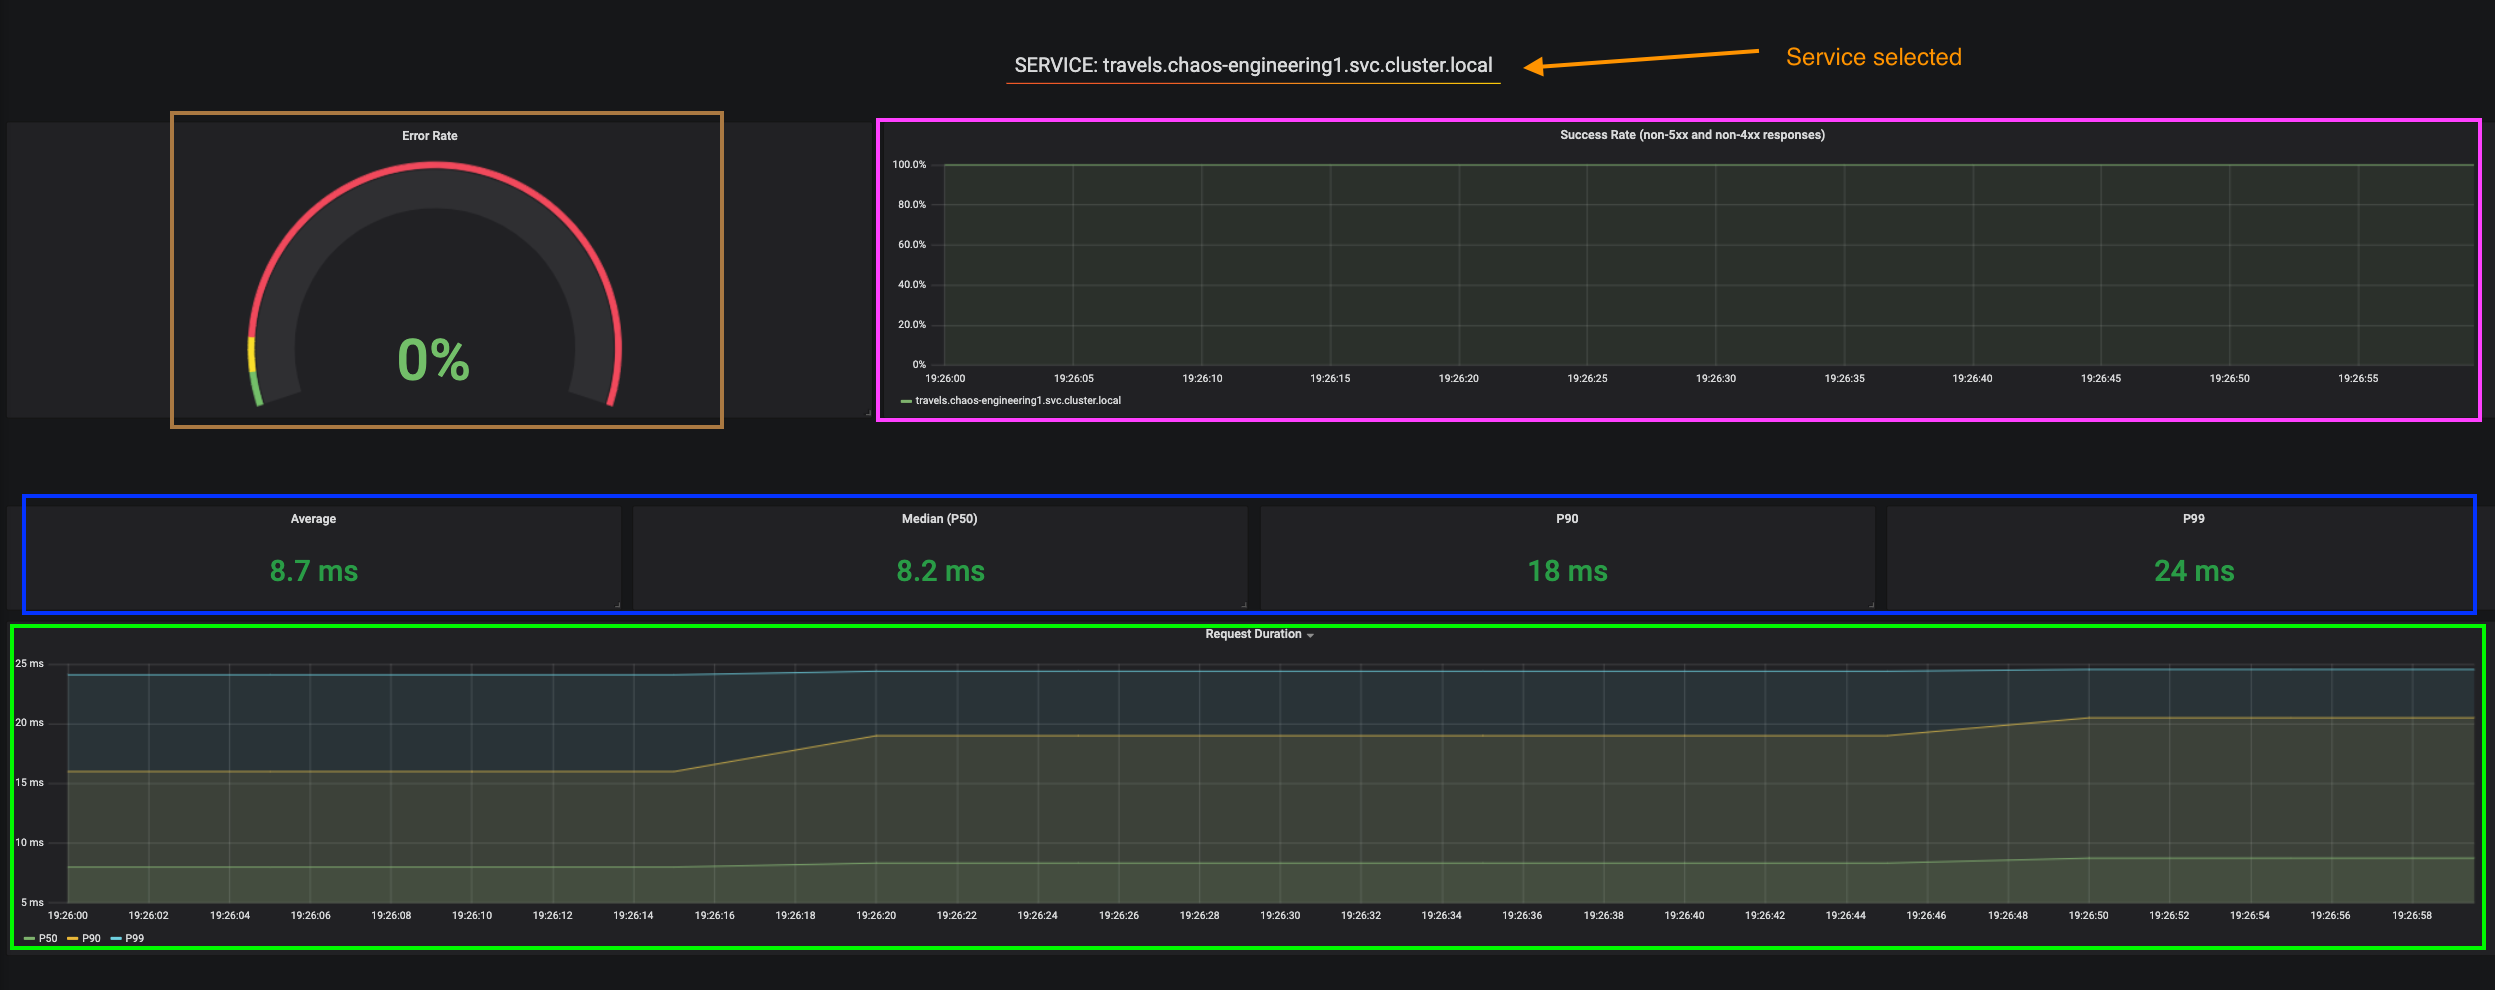 SERVICE: travels.chaos-engineering1.svc.cluster.local
Service selected
Error Rate
0%
Success Rate (non-5xx and non-4xx responses)
100.0%
80.0%
60.0%
40.0%
20.0%
0%
19:26:00 19:26:05 19:26:10 19:26:15 19:26:20 19:26:25 19:26:30 19:26:35 19:26:40 19:26:45 19:26:50 19:26:55
travels.chaos-engineering1.svc.cluster.local
Average
8.7 ms
Median (P50)
8.2 ms
P90
18 ms
P99
24 ms
Request Duration
25 ms
20 ms
15 ms
10 ms
5 ms
19:26:00 19:26:02 19:26:04 19:26:06 19:26:08 19:26:10 19:26:12 19:26:14 19:26:16 19:26:18 19:26:20 19:26:22 19:26:24 19:26:26 19:26:28 19:26:30 19:26:32 19:26:34 19:26:36 19:26:38 19:26:40 19:26:42 19:26:44 19:26:46 19:26:48 19:26:50 19:26:52 19:26:54 19:26:56 19:26:58
P50 P90 P99